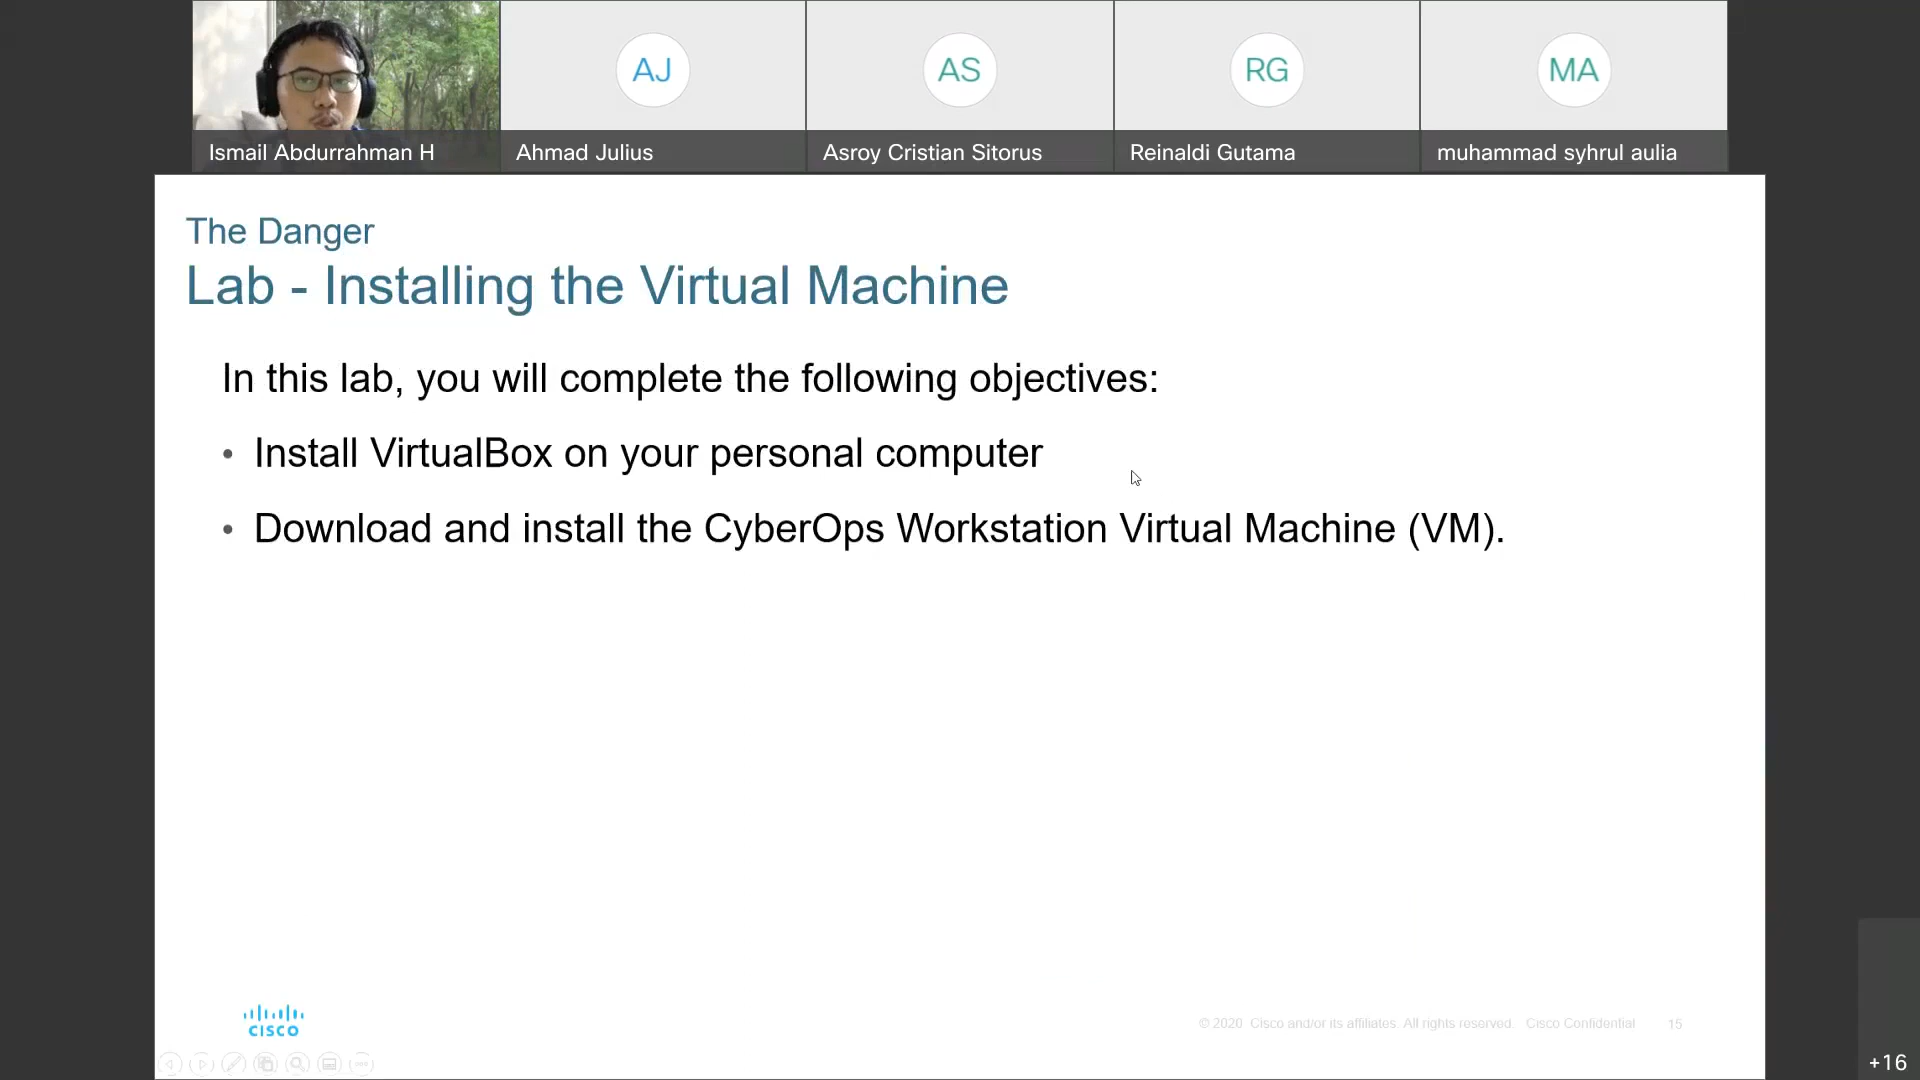 AJ
AS
RG
MA
Ismail Abdurrahman H
Ahmad Julius
Asroy Cristian Sitorus
Reinaldi Gutama
muhammad syhrul aulia
The Danger
Lab - Installing the Virtual Machine
In this lab, you will complete the following objectives:
• Install VirtualBox on your personal computer
• Download and install the CyberOps Workstation Virtual Machine (VM).
CISCO
© 2020 Cisco and/or its affiliates. All rights reserved. Cisco Confidential
15
+16